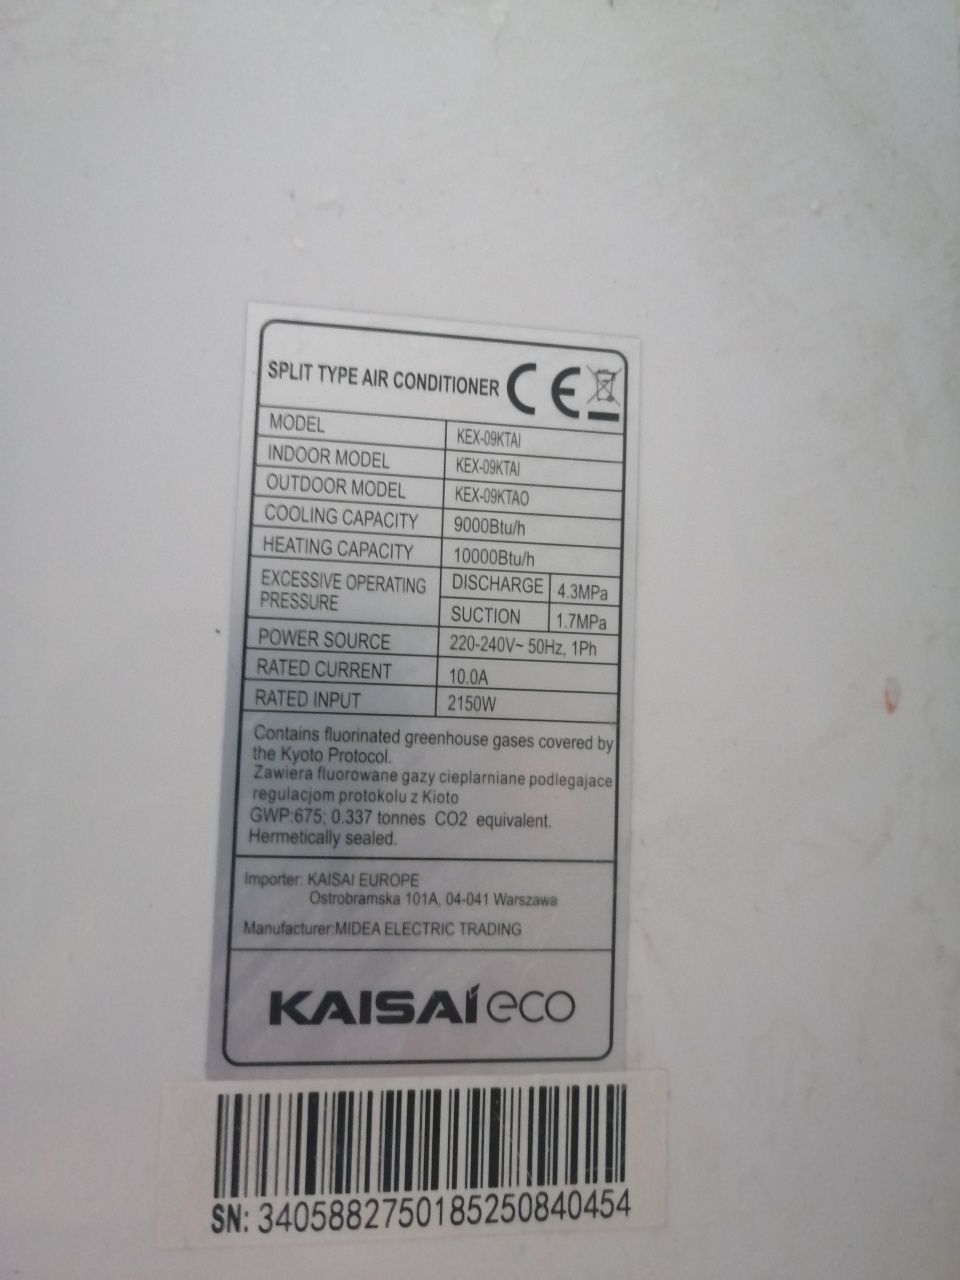 SPLIT TYPE AIR CONDITIONER CE
MODEL KEX-09KTAI
INDOOR MODEL KEX-09KTAI
OUTDOOR MODEL KEX-09KTAO
COOLING CAPACITY 9000Btu/h
HEATING CAPACITY 10000Btu/h
EXCESSIVE OPERATING PRESSURE DISCHARGE 4.3MPa
SUCTION 1.7MPa
POWER SOURCE 220-240V~ 50Hz, 1Ph
RATED CURRENT 10.0A
RATED INPUT 2150W
Contains fluorinated greenhouse gases covered by
the Kyoto Protocol.
Zawiera fluorowane gazy cieplarniane podlegajace
regulacjom protokolu z Kioto
GWP:675; 0.337 tonnes CO2 equivalent.
Hermetically sealed.
Importer: KAISAI EUROPE
Ostrobramska 101A, 04-041 Warszawa
Manufacturer:MIDEA ELECTRIC TRADING
KAISAI eco
SN: 3405882750185250840454